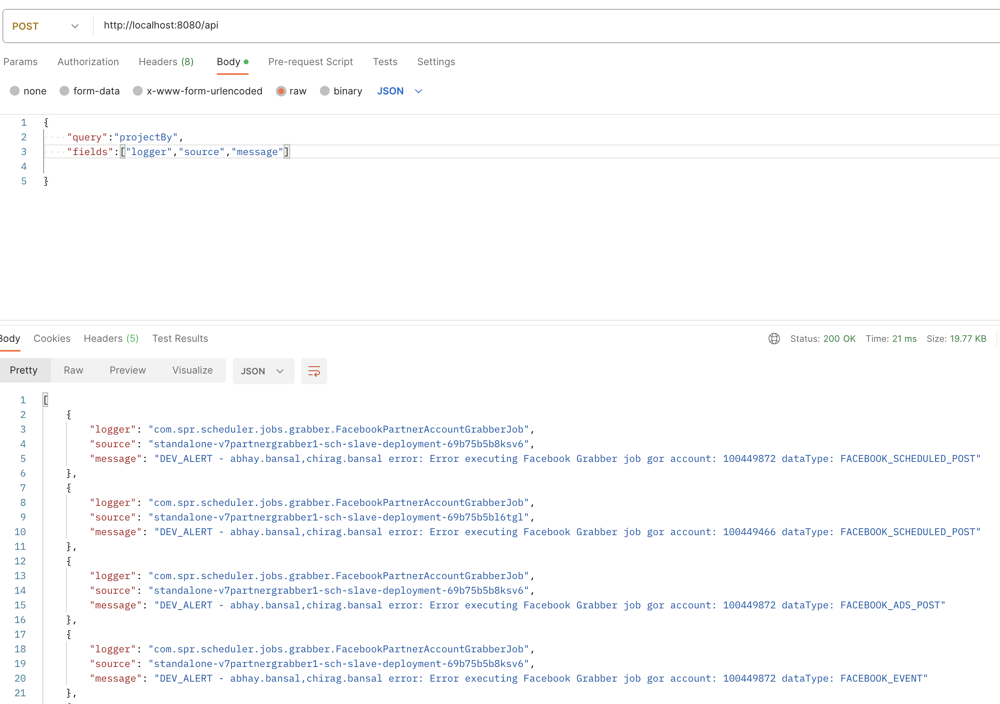 POST http://localhost:8080/api
Params Authorization Headers (8) Body Pre-request Script Tests Settings
none form-data x-www-form-urlencoded raw binary JSON
1 {
2 "query":"projectBy",
3 "fields":["logger","source","message"]
4
5 }
Body Cookies Headers (5) Test Results Status: 200 OK Time: 21 ms Size: 19.77 KB
Pretty Raw Preview Visualize JSON
1 [
2 {
3 "logger": "com.spr.scheduler.jobs.grabber.FacebookPartnerAccountGrabberJob",
4 "source": "standalone-v7partnergrabber1-sch-slave-deployment-69b75b5b8ksv6",
5 "message": "DEV_ALERT - abhay.bansal,chirag.bansal error: Error executing Facebook Grabber job gor account: 100449872 dataType: FACEBOOK_SCHEDULED_POST"
6 },
7 {
8 "logger": "com.spr.scheduler.jobs.grabber.FacebookPartnerAccountGrabberJob",
9 "source": "standalone-v7partnergrabber1-sch-slave-deployment-69b75b5bl6tgl",
10 "message": "DEV_ALERT - abhay.bansal,chirag.bansal error: Error executing Facebook Grabber job gor account: 100449466 dataType: FACEBOOK_SCHEDULED_POST"
11 },
12 {
13 "logger": "com.spr.scheduler.jobs.grabber.FacebookPartnerAccountGrabberJob",
14 "source": "standalone-v7partnergrabber1-sch-slave-deployment-69b75b5b8ksv6",
15 "message": "DEV_ALERT - abhay.bansal,chirag.bansal error: Error executing Facebook Grabber job gor account: 100449872 dataType: FACEBOOK_ADS_POST"
16 },
17 {
18 "logger": "com.spr.scheduler.jobs.grabber.FacebookPartnerAccountGrabberJob",
19 "source": "standalone-v7partnergrabber1-sch-slave-deployment-69b75b5b8ksv6",
20 "message": "DEV_ALERT - abhay.bansal,chirag.bansal error: Error executing Facebook Grabber job gor account: 100449872 dataType: FACEBOOK_EVENT"
21 },